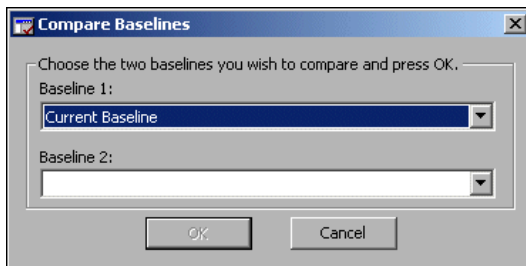 Compare Baselines
Choose the two baselines you wish to compare and press OK.
Baseline 1:
Current Baseline
Baseline 2:
OK
Cancel